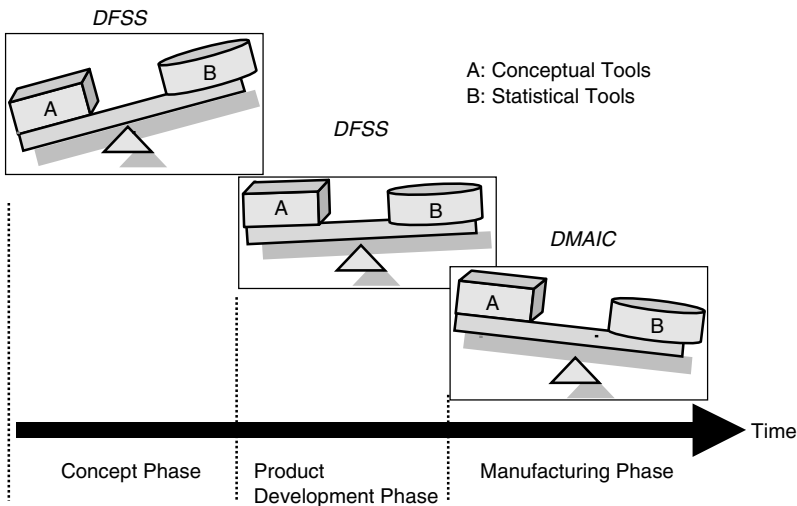 DFSS
A
B
A: Conceptual Tools
B: Statistical Tools
DFSS
A
B
DMAIC
A
B
Time
Concept Phase
Product
Development Phase
Manufacturing Phase